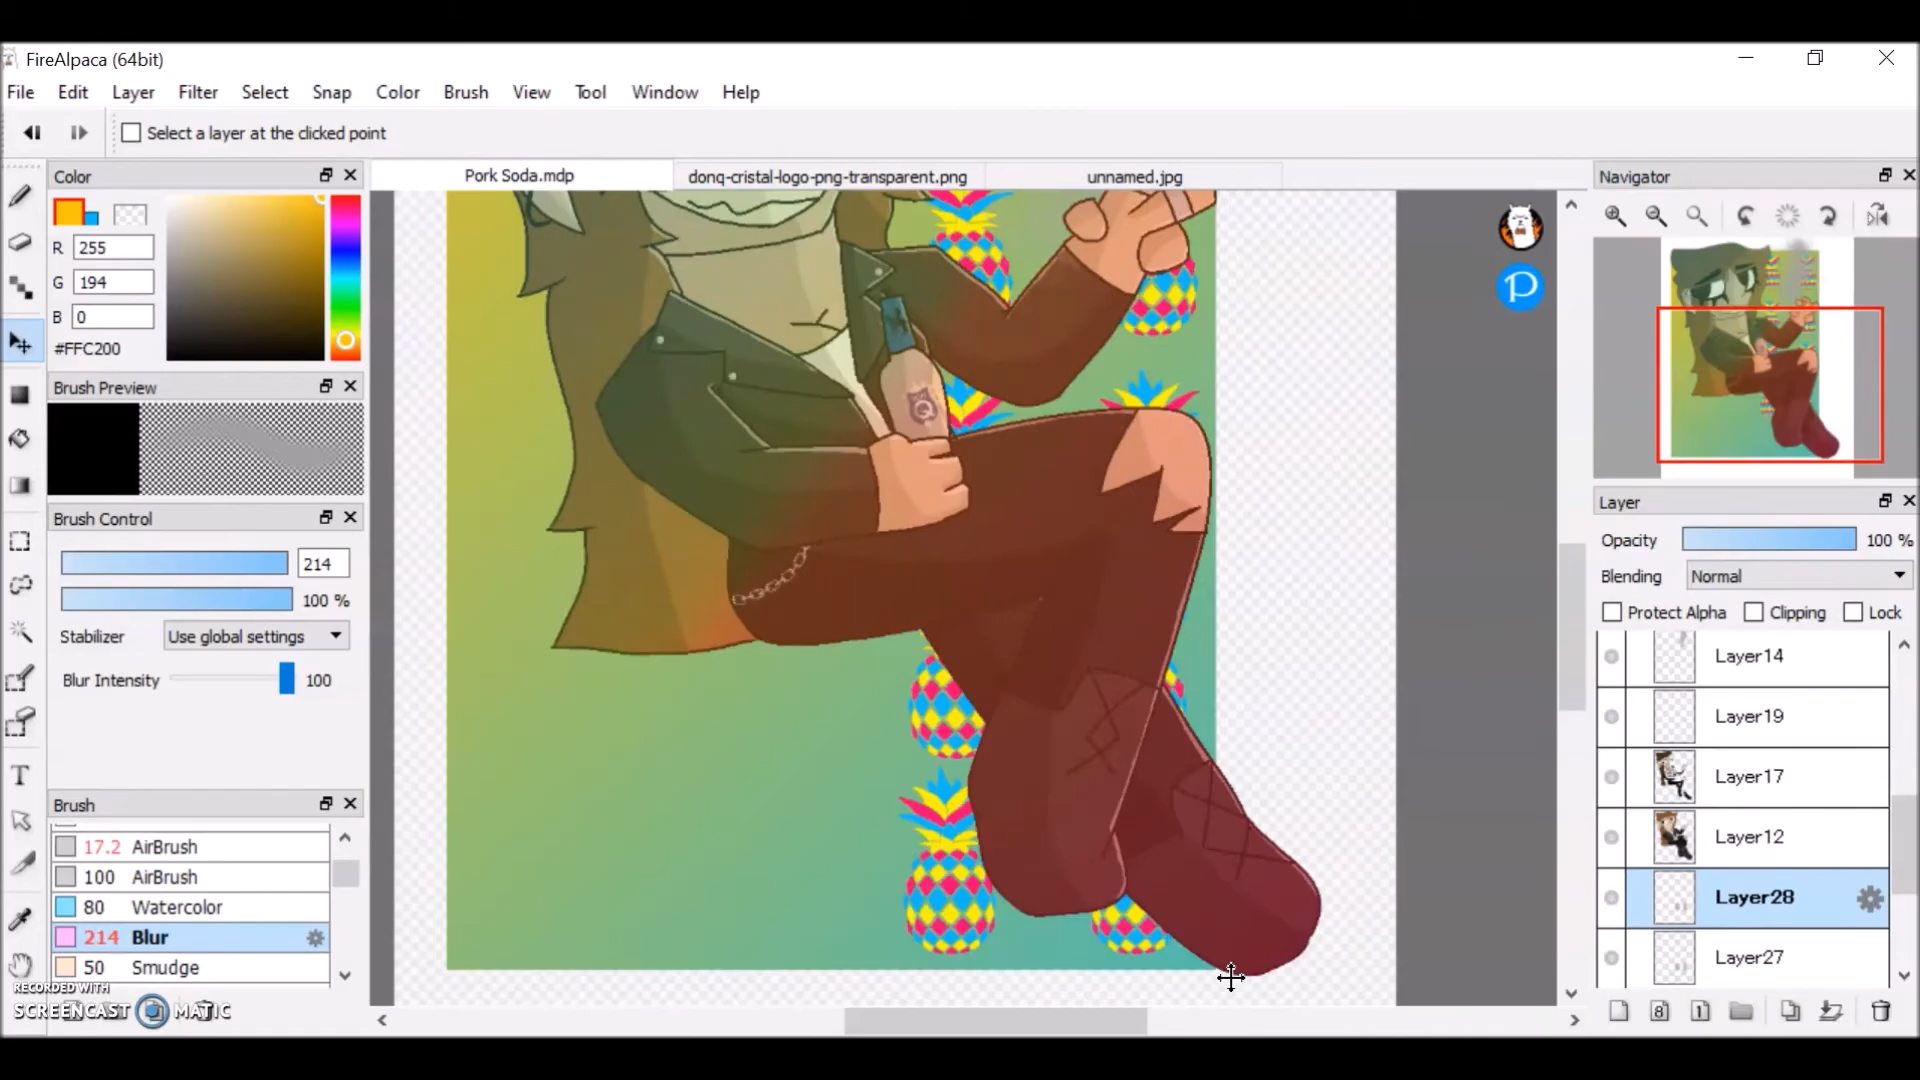 FireAlpaca (64bit)
File Edit Layer Filter Select Snap Color Brush View Tool Window Help
Select a layer at the clicked point
Color
Pork Soda.mdp
donq-cristal-logo-png-transparent.png
unnamed.jpg
Navigator
R 255
G 194
B 0
#FFC200
Brush Preview
Brush Control
214
100 %
Stabilizer Use global settings
Blur Intensity 100
Brush
17.2 AirBrush
100 AirBrush
80 Watercolor
214 Blur
50 Smudge
RECORDED WITH
SCREENCAST MATIC
T
P
Q
Layer
Opacity 100 %
Blending Normal
Protect Alpha Clipping Lock
Layer14
Layer19
Layer17
Layer12
Layer28
Layer27
8 1